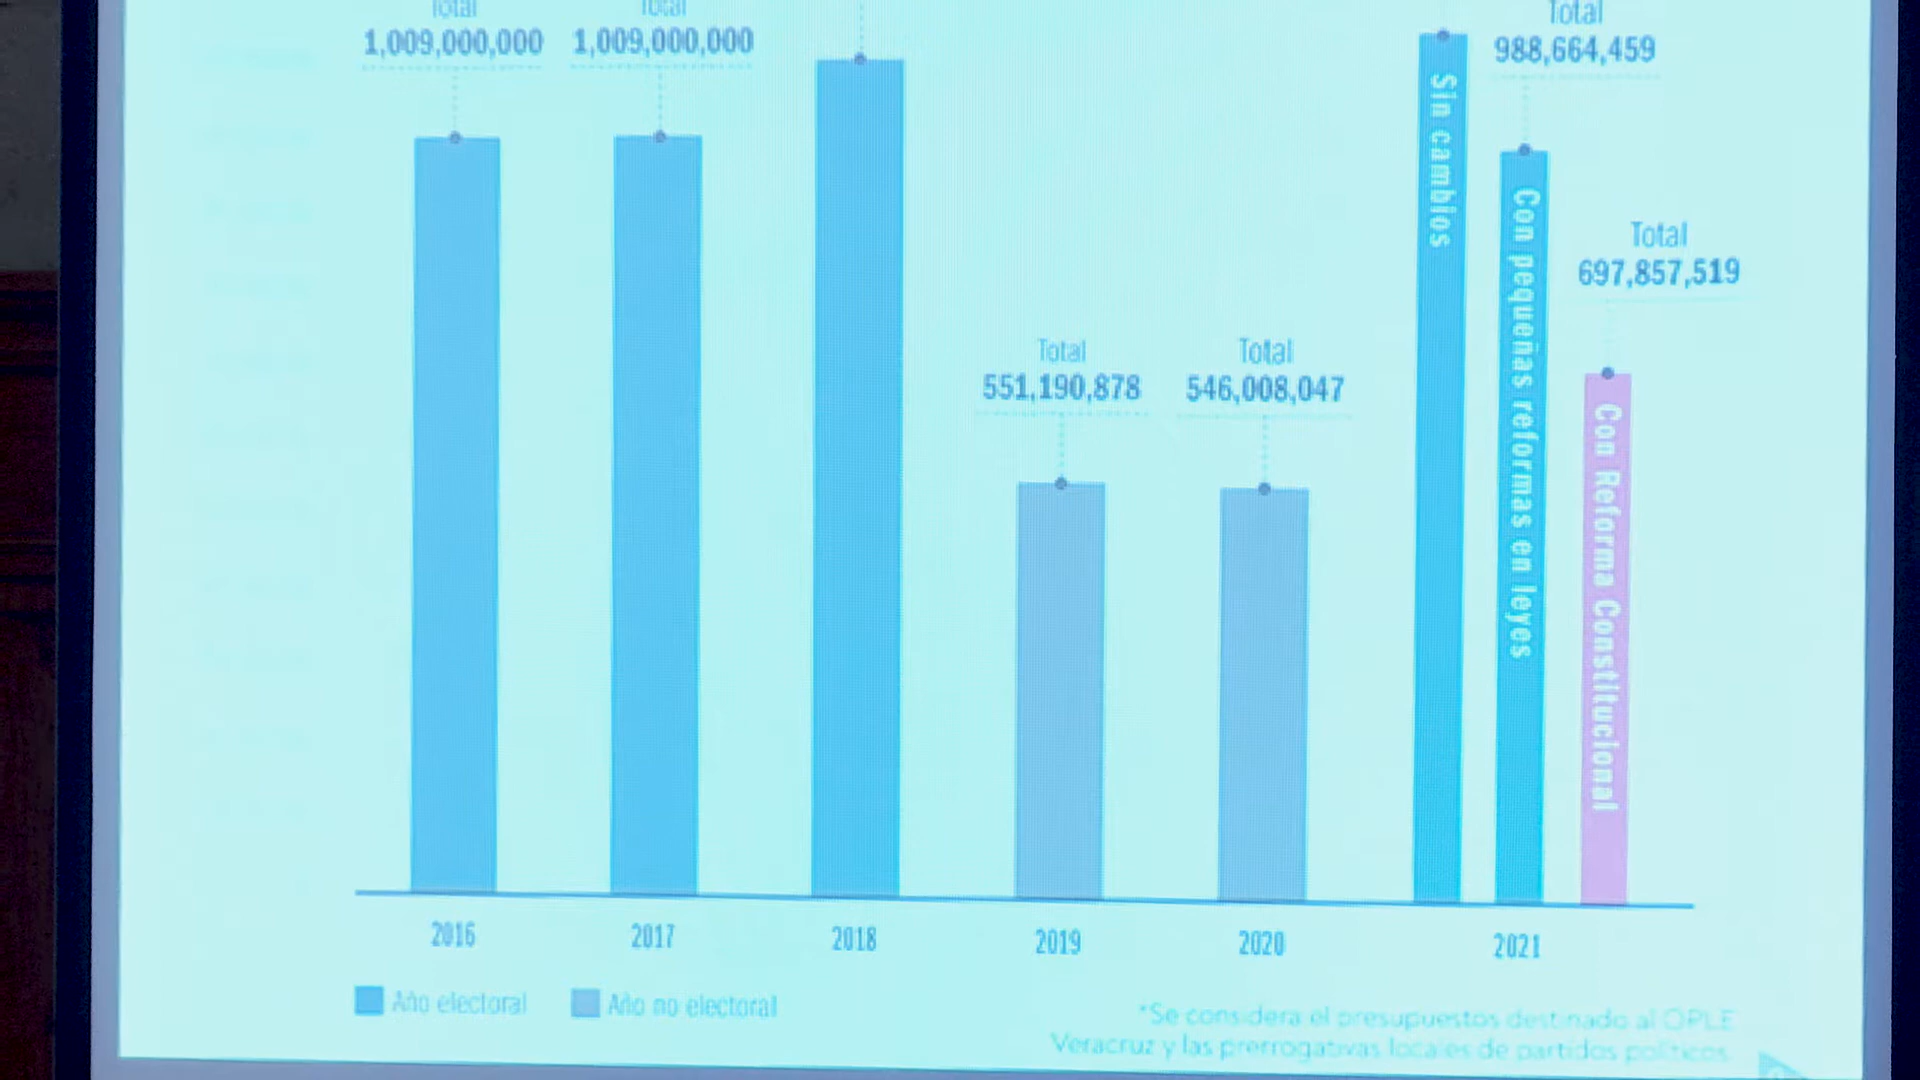 Total
1,009,000,000
Total
1,009,000,000
Total
988,664,459
Total
697,857,519
Total
551,190,878
Total
546,008,047
Sin cambios
Con pequeñas reformas en leyes
Con Reforma Constitucional
2016
2017
2018
2019
2020
2021
Año electoral
Año no electoral
*Se considera el presupuestos destinado al OPLE
Veracruz y las prerrogativas locales de partidos políticos